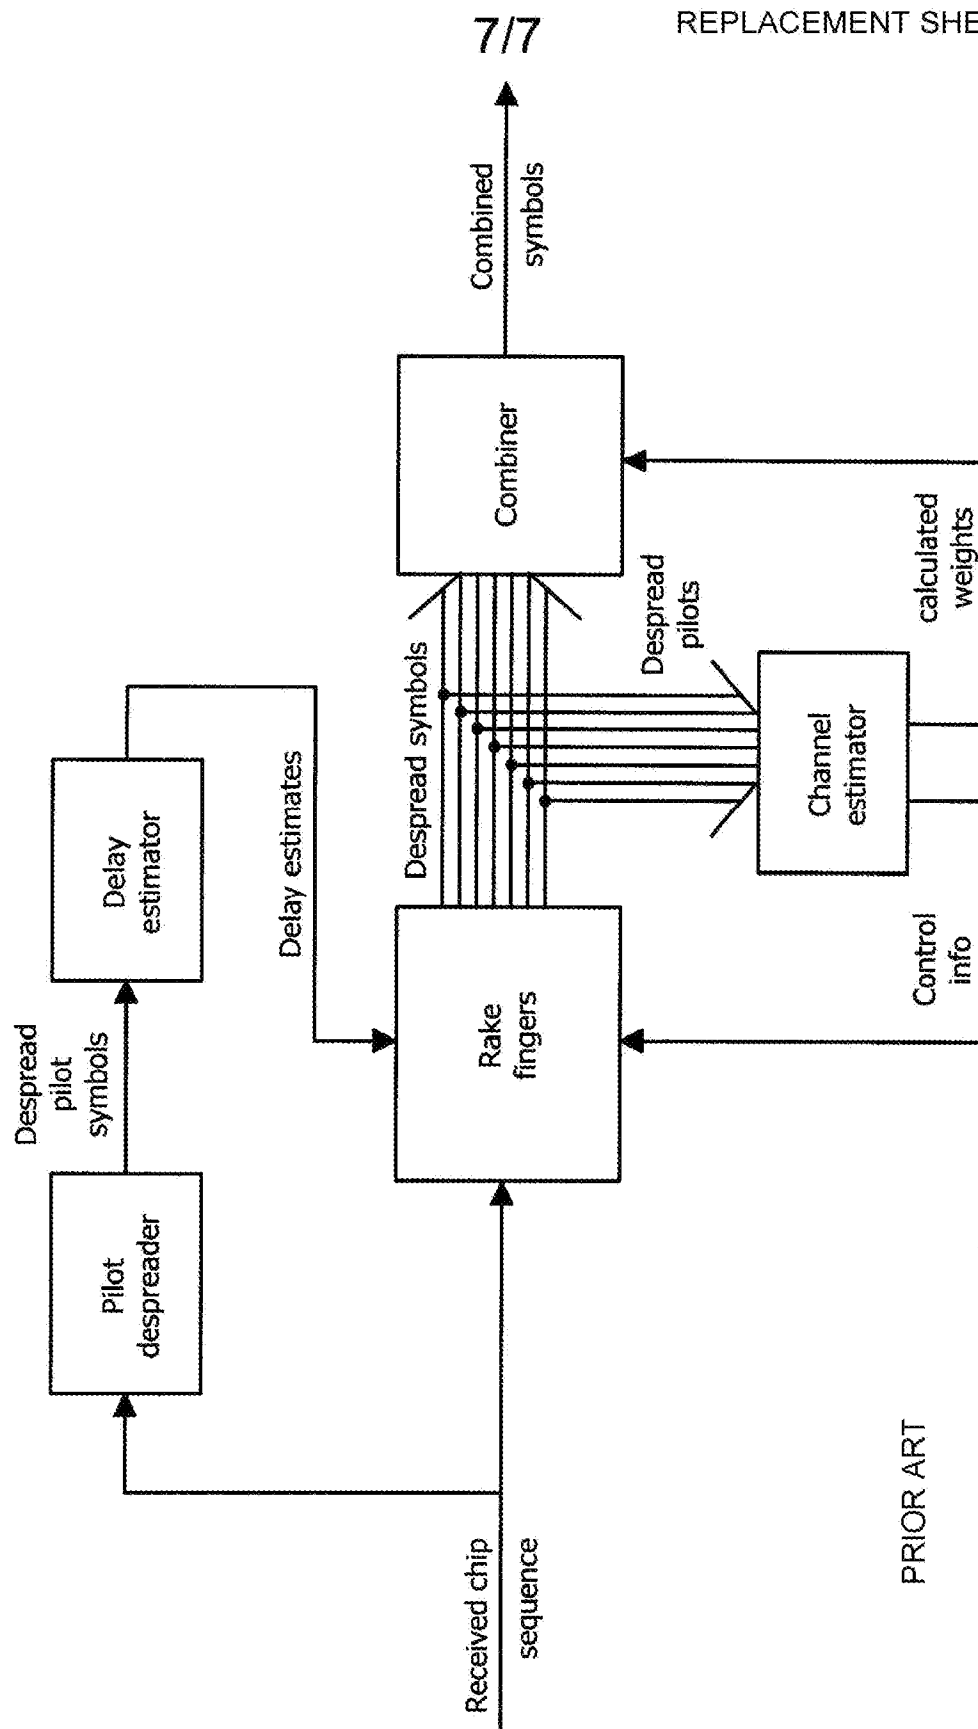 7/7
REPLACEMENT SHE
Received chip
sequence
Pilot
despreader
Despread
pilot
symbols
Delay
estimator
Delay estimates
Rake
fingers
Despread symbols
Despread
pilots
Channel
estimator
Control
info
calculated
weights
Combiner
Combined
symbols
PRIOR ART